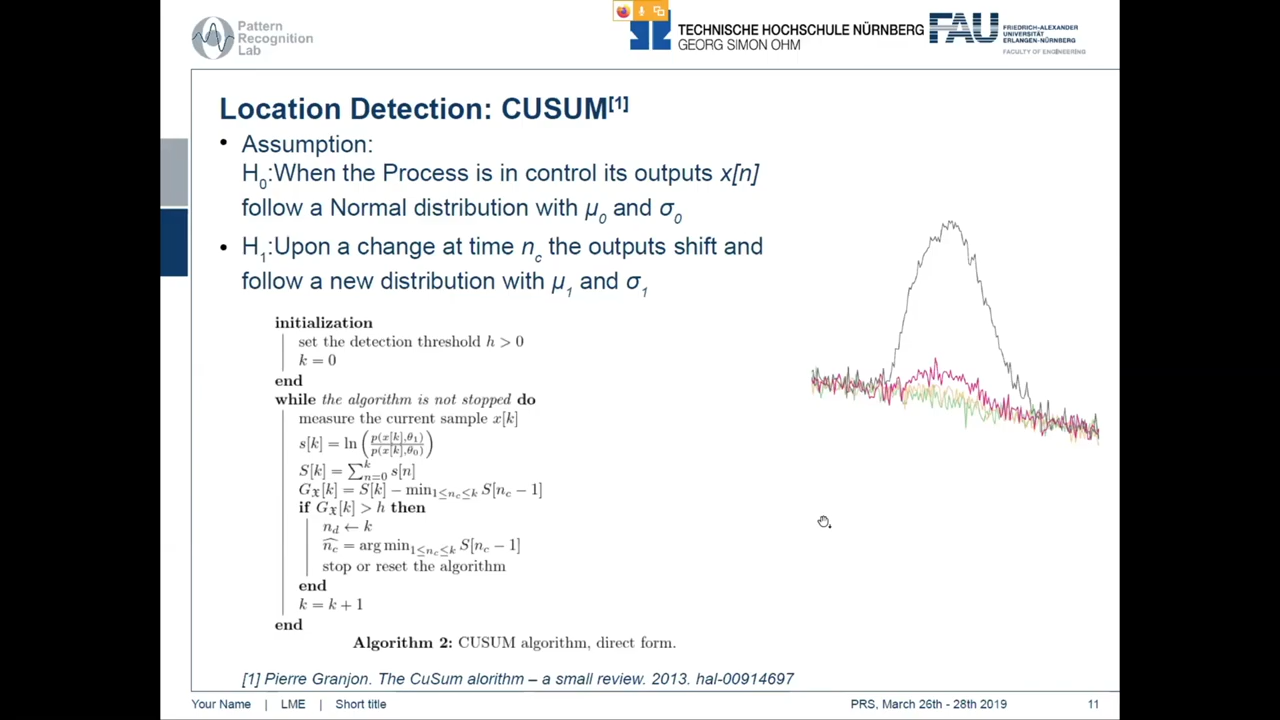 Pattern
Recognition
Lab
TECHNISCHE HOCHSCHULE NÜRNBERG
GEORG SIMON OHM
FAU
FRIEDRICH-ALEXANDER
UNIVERSITÄT
ERLANGEN-NÜRNBERG
FACULTY OF ENGINEERING
Location Detection: CUSUM[1]
• Assumption:
H0:When the Process is in control its outputs x[n]
follow a Normal distribution with μ0 and σ0
• H1:Upon a change at time nc the outputs shift and
follow a new distribution with μ1 and σ1
initialization
set the detection threshold h > 0
k = 0
end
while the algorithm is not stopped do
measure the current sample x[k]
s[k] = ln (p(x[k],θ1)/p(x[k],θ0))
S[k] = ∑ᵏn=0 s[n]
Gx[k] = S[k] − min1≤nc≤k S[nc − 1]
if Gx[k] > h then
nd ← k
n̂c = arg min1≤nc≤k S[nc − 1]
stop or reset the algorithm
end
k = k + 1
end
Algorithm 2: CUSUM algorithm, direct form.
[1] Pierre Granjon. The CuSum alorithm – a small review. 2013. hal-00914697
Your Name | LME | Short title
PRS, March 26th - 28th 2019
11